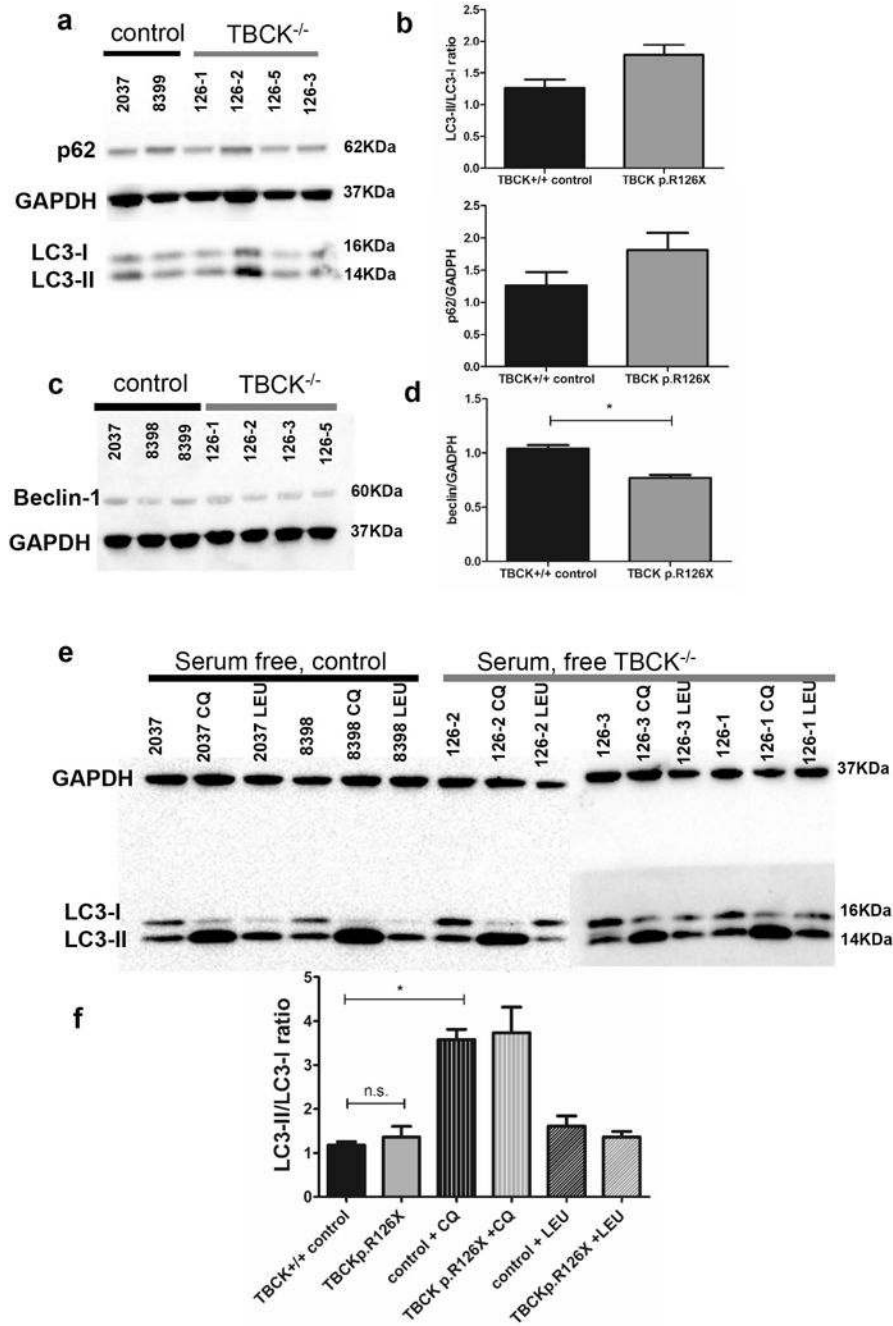 a
control TBCK-/-
2037 8399 126-1 126-2 126-5 126-3
p62 62KDa
GAPDH 37KDa
LC3-I 16KDa
LC3-II 14KDa
b
LC3-II/LC3-I ratio
2.5
2.0
1.5
1.0
0.5
0.0
TBCK+/+ control TBCK p.R126X
p62/GADPH
2.5
2.0
1.5
1.0
0.5
0.0
TBCK+/+ control TBCK p.R126X
c
control TBCK-/-
2037 8398 8399 126-1 126-2 126-3 126-5
Beclin-1 60KDa
GAPDH 37KDa
d
beclin/GADPH
1.5
1.0
0.5
0.0
*
TBCK+/+ control TBCK p.R126X
e
Serum free, control Serum, free TBCK-/-
2037 2037 CQ 2037 LEU 8398 8398 CQ 8398 LEU 126-2 126-2 CQ 126-2 LEU 126-3 126-3 CQ 126-3 LEU 126-1 126-1 CQ 126-1 LEU
GAPDH 37KDa
LC3-I 16KDa
LC3-II 14KDa
f
LC3-II/LC3-I ratio
5
4
3
2
1
0
*
n.s.
TBCK+/+ control
TBCKp.R126X
control + CQ
TBCK p.R126X +CQ
control + LEU
TBCKp.R126X +LEU